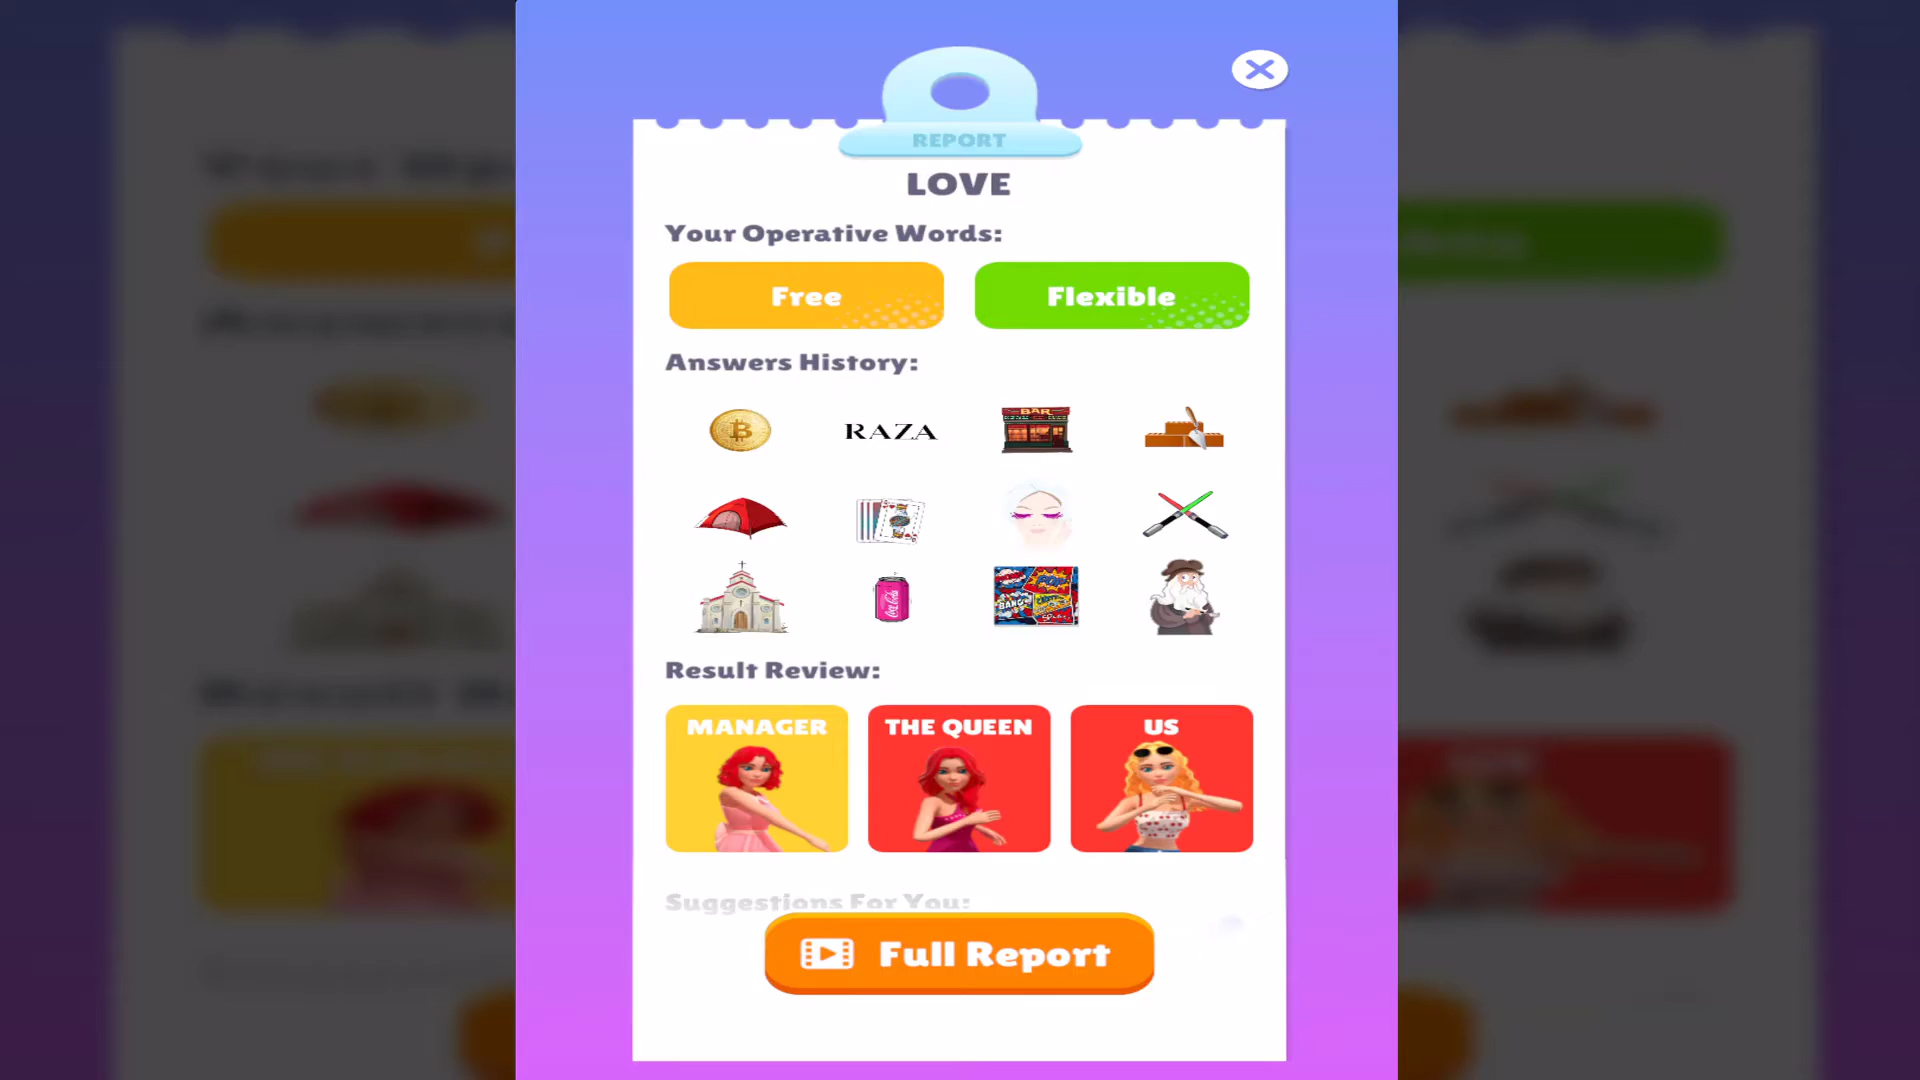 REPORT
LOVE
Your Operative Words:
Free
Flexible
Answers History:
RAZA
BAR
Result Review:
MANAGER
THE QUEEN
US
Suggestions For You:
Full Report